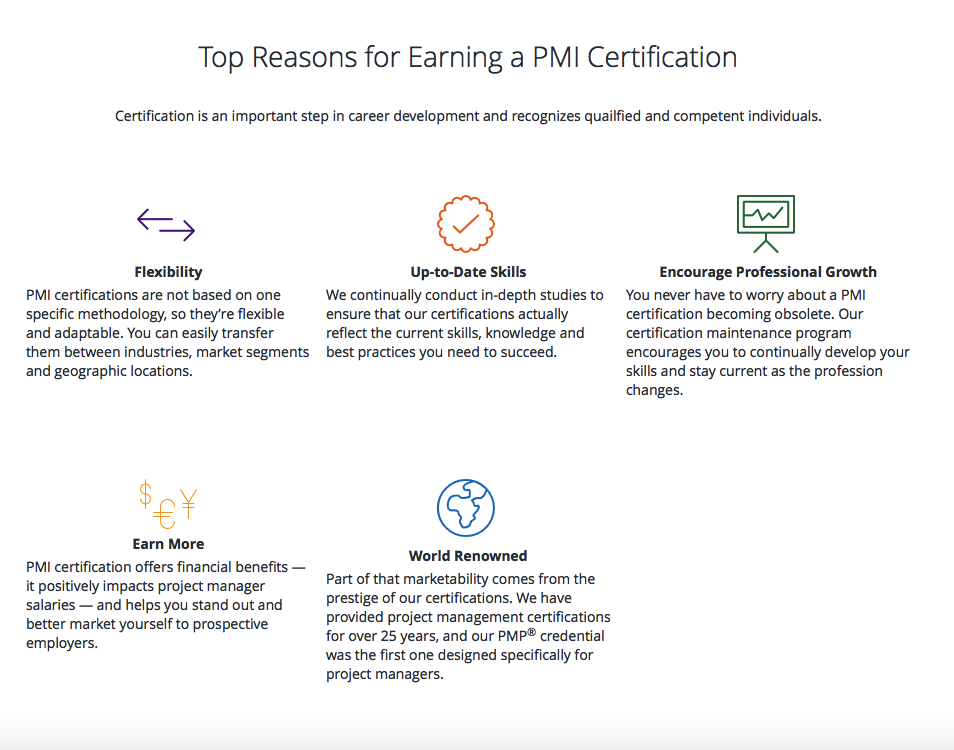 Top Reasons for Earning a PMI Certification
Certification is an important step in career development and recognizes quailfied and competent individuals.
Flexibility
PMI certifications are not based on one
specific methodology, so they're flexible
and adaptable. You can easily transfer
them between industries, market segments
and geographic locations.
Up-to-Date Skills
We continually conduct in-depth studies to
ensure that our certifications actually
reflect the current skills, knowledge and
best practices you need to succeed.
Encourage Professional Growth
You never have to worry about a PMI
certification becoming obsolete. Our
certification maintenance program
encourages you to continually develop your
skills and stay current as the profession
changes.
$ € ¥
Earn More
PMI certification offers financial benefits —
it positively impacts project manager
salaries — and helps you stand out and
better market yourself to prospective
employers.
World Renowned
Part of that marketability comes from the
prestige of our certifications. We have
provided project management certifications
for over 25 years, and our PMP® credential
was the first one designed specifically for
project managers.